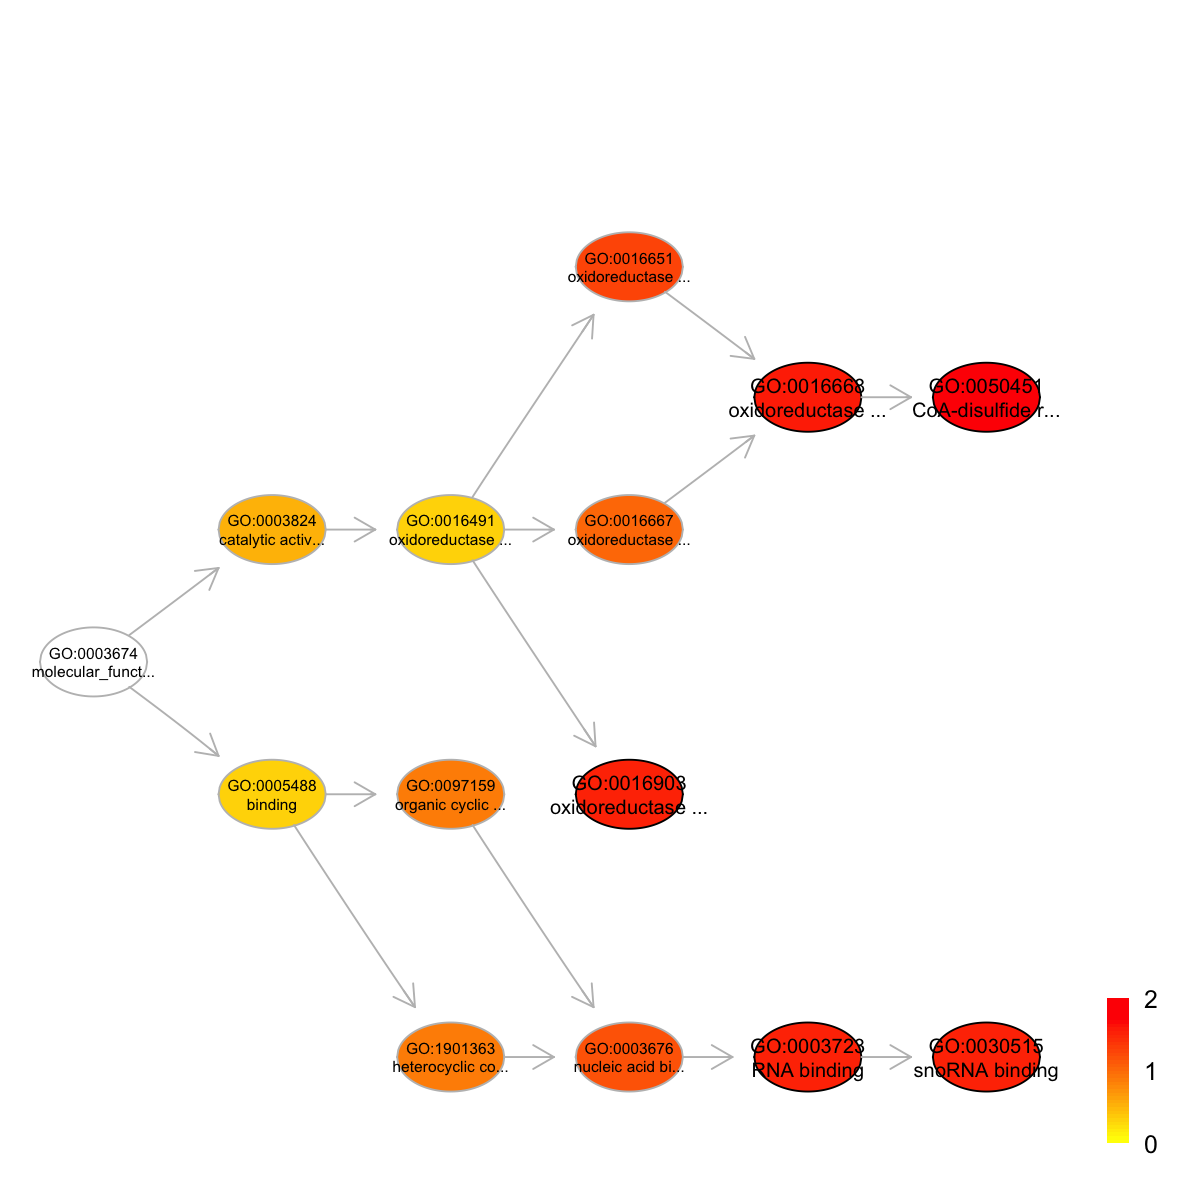 GO:0016651
oxidoreductase ...
GO:0016668
oxidoreductase ...
GO:0050451
CoA-disulfide r...
GO:0003824
catalytic activ...
GO:0016491
oxidoreductase ...
GO:0016667
oxidoreductase ...
GO:0003674
molecular_funct...
GO:0005488
binding
GO:0097159
organic cyclic ...
GO:0016903
oxidoreductase ...
GO:1901363
heterocyclic co...
GO:0003676
nucleic acid bi...
GO:0003723
RNA binding
GO:0030515
snoRNA binding
2
1
0